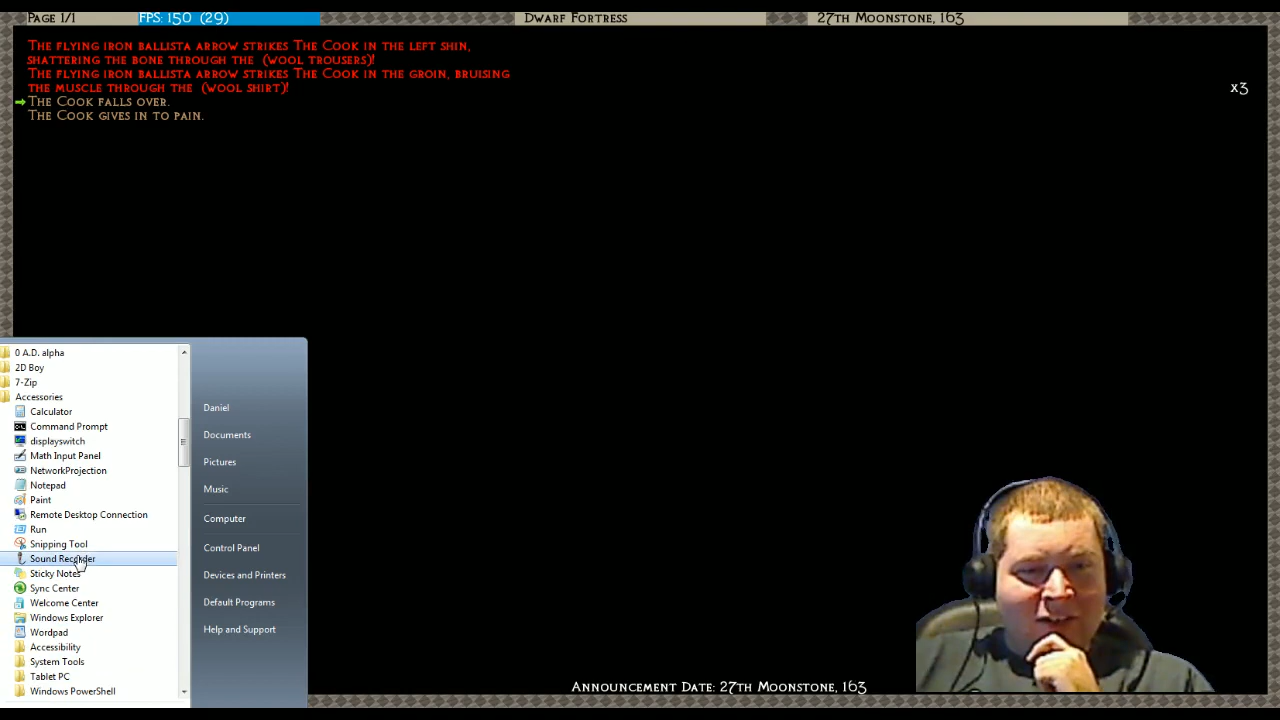 Page 1/1
FPS: 150 (29)
Dwarf Fortress
27th Moonstone, 163
The flying iron ballista arrow strikes The Cook in the left shin,
shattering the bone through the (wool trousers)!
The flying iron ballista arrow strikes The Cook in the groin, bruising
the muscle through the (wool shirt)!
The Cook falls over.
The Cook gives in to pain.
x3
0 A.D. alpha
2D Boy
7-Zip
Accessories
Calculator
Command Prompt
displayswitch
Math Input Panel
NetworkProjection
Notepad
Paint
Remote Desktop Connection
Run
Snipping Tool
Sound Recorder
Sticky Notes
Sync Center
Welcome Center
Windows Explorer
Wordpad
Accessibility
System Tools
Tablet PC
Windows PowerShell
Daniel
Documents
Pictures
Music
Computer
Control Panel
Devices and Printers
Default Programs
Help and Support
Announcement Date: 27th Moonstone, 163